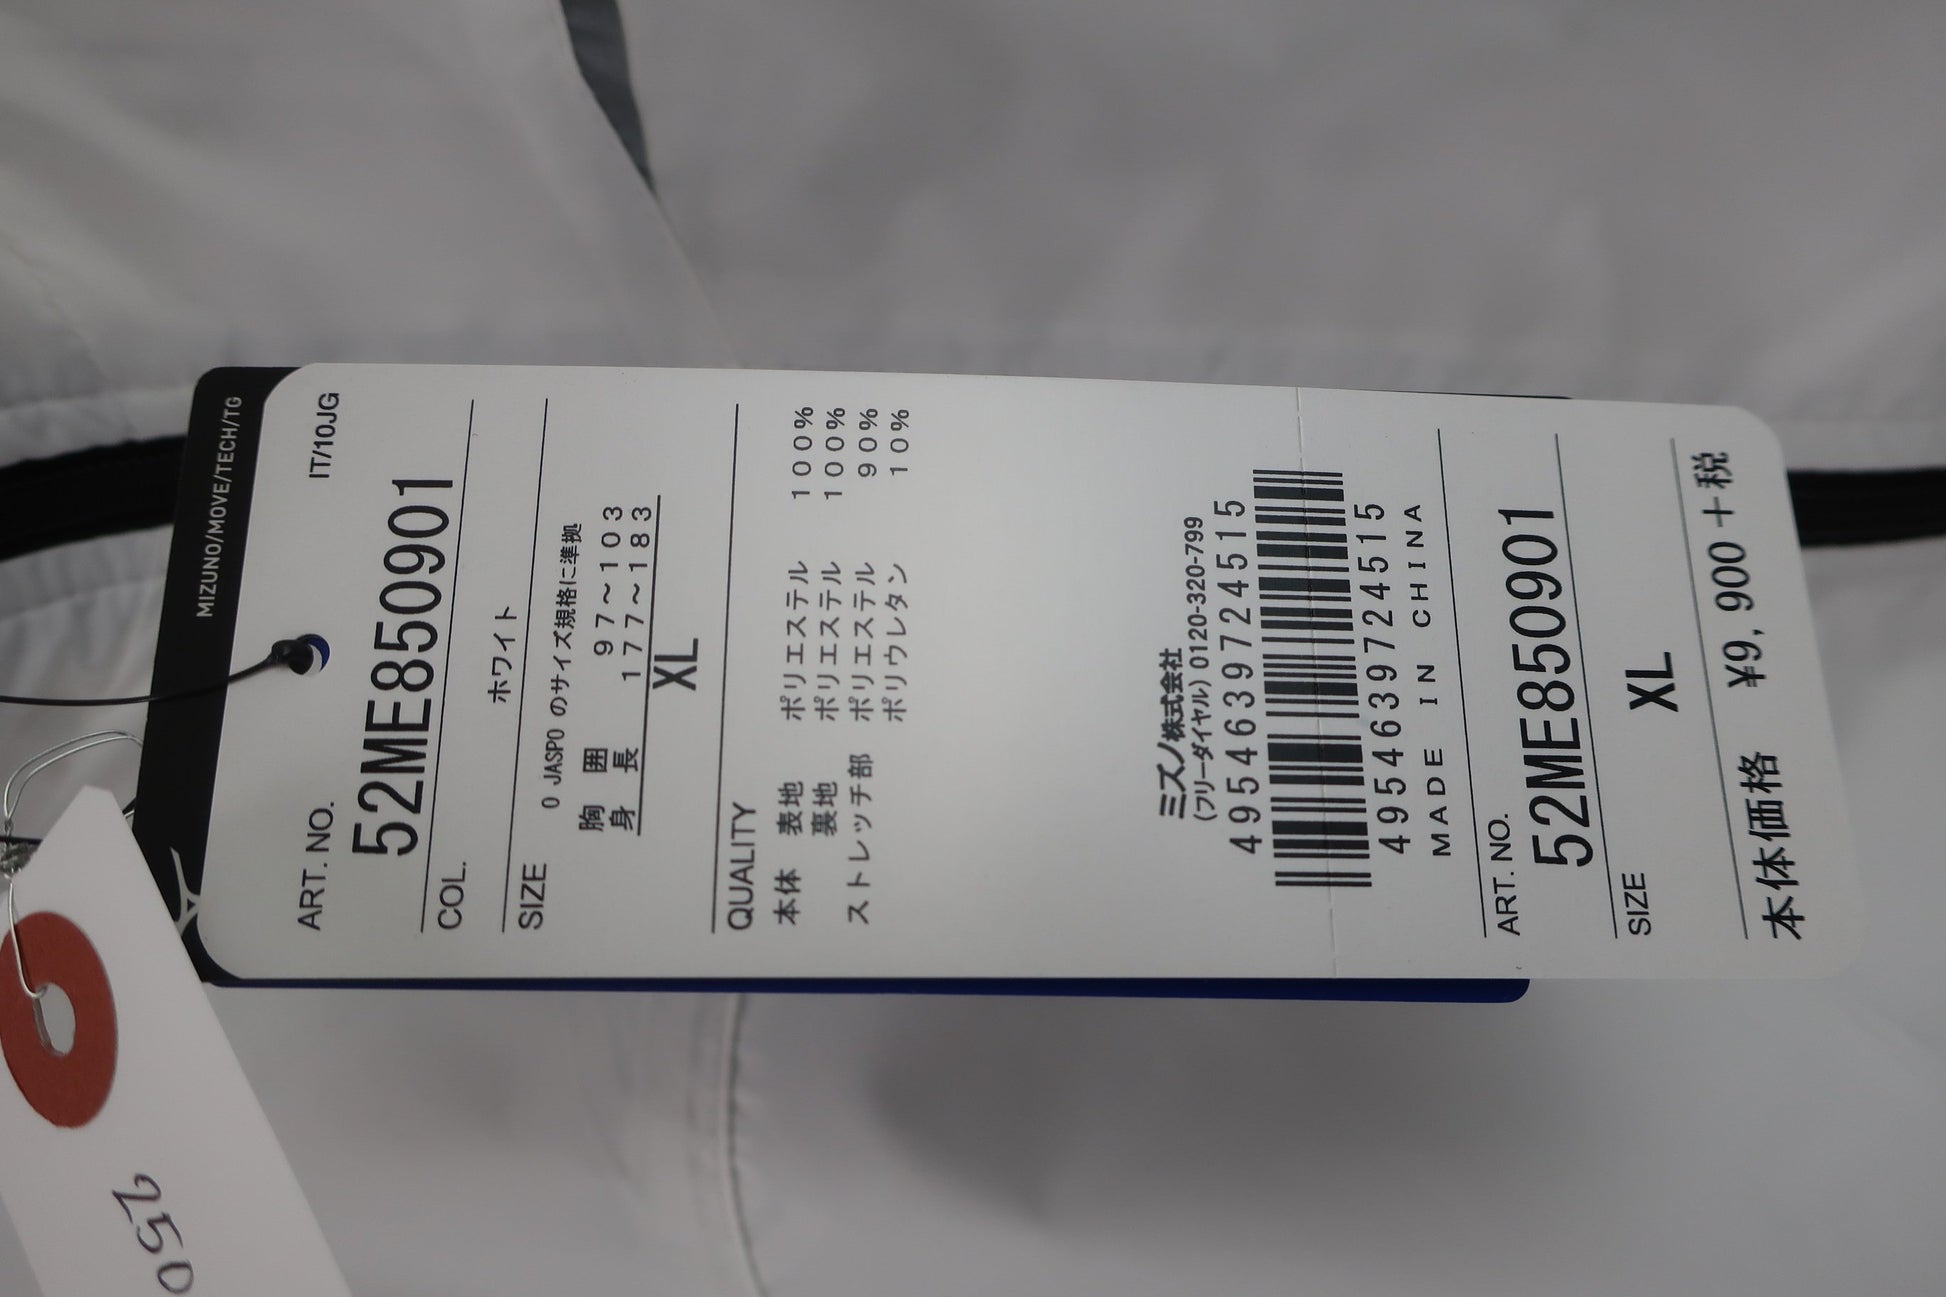 MIZUNO/MOVE/TECH/TG
IT/10JG
ART. NO.
52ME850901
COL.
ホワイト
SIZE
0 JASPO のサイズ規格に準拠
胸 囲 97~103
身 長 177~183
XL
QUALITY
本体 表地 ポリエステル 100%
裏地 ポリエステル 100%
ストレッチ部 ポリエステル 90%
ポリウレタン 10%
ミズノ株式会社
(フリーダイヤル) 0120-320-799
4954639724515
4954639724515
MADE IN CHINA
ART. NO.
52ME850901
SIZE
XL
本体価格 ¥9,900+税